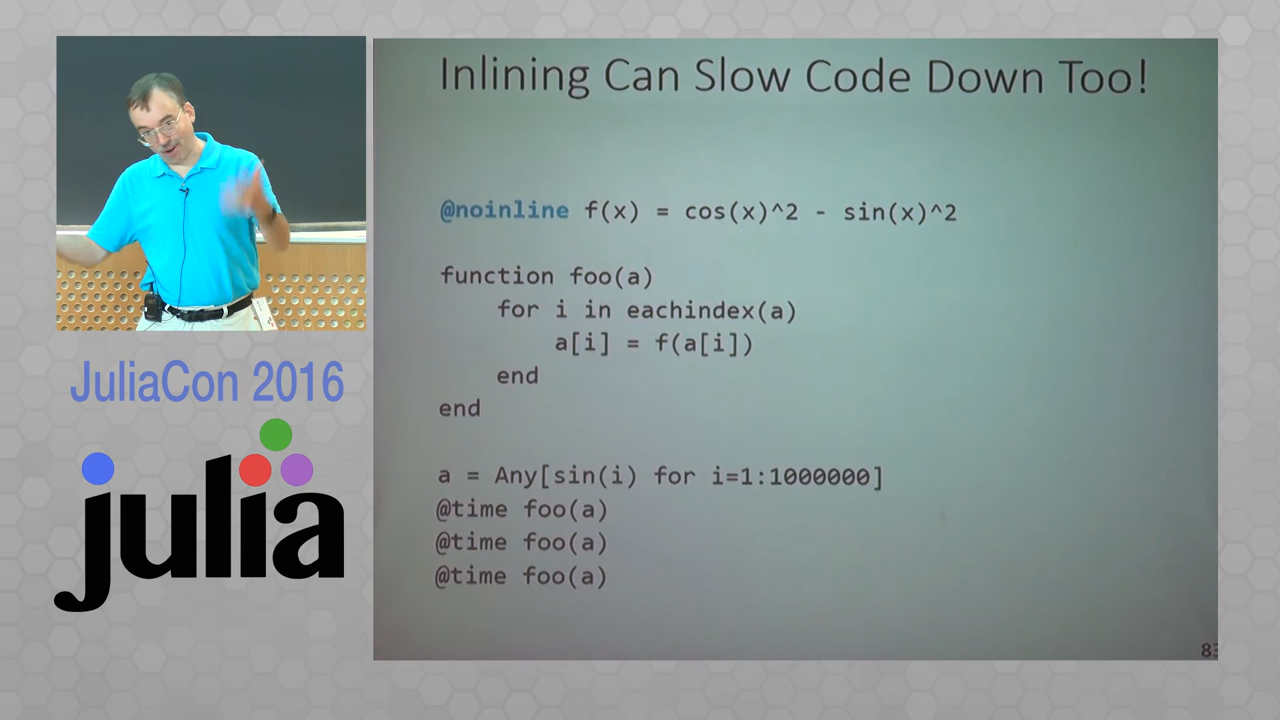 Inlining Can Slow Code Down Too!
@noinline f(x) = cos(x)^2 - sin(x)^2
function foo(a)
for i in eachindex(a)
a[i] = f(a[i])
end
end
a = Any[sin(i) for i=1:1000000]
@time foo(a)
@time foo(a)
@time foo(a)
83
JuliaCon 2016
julia